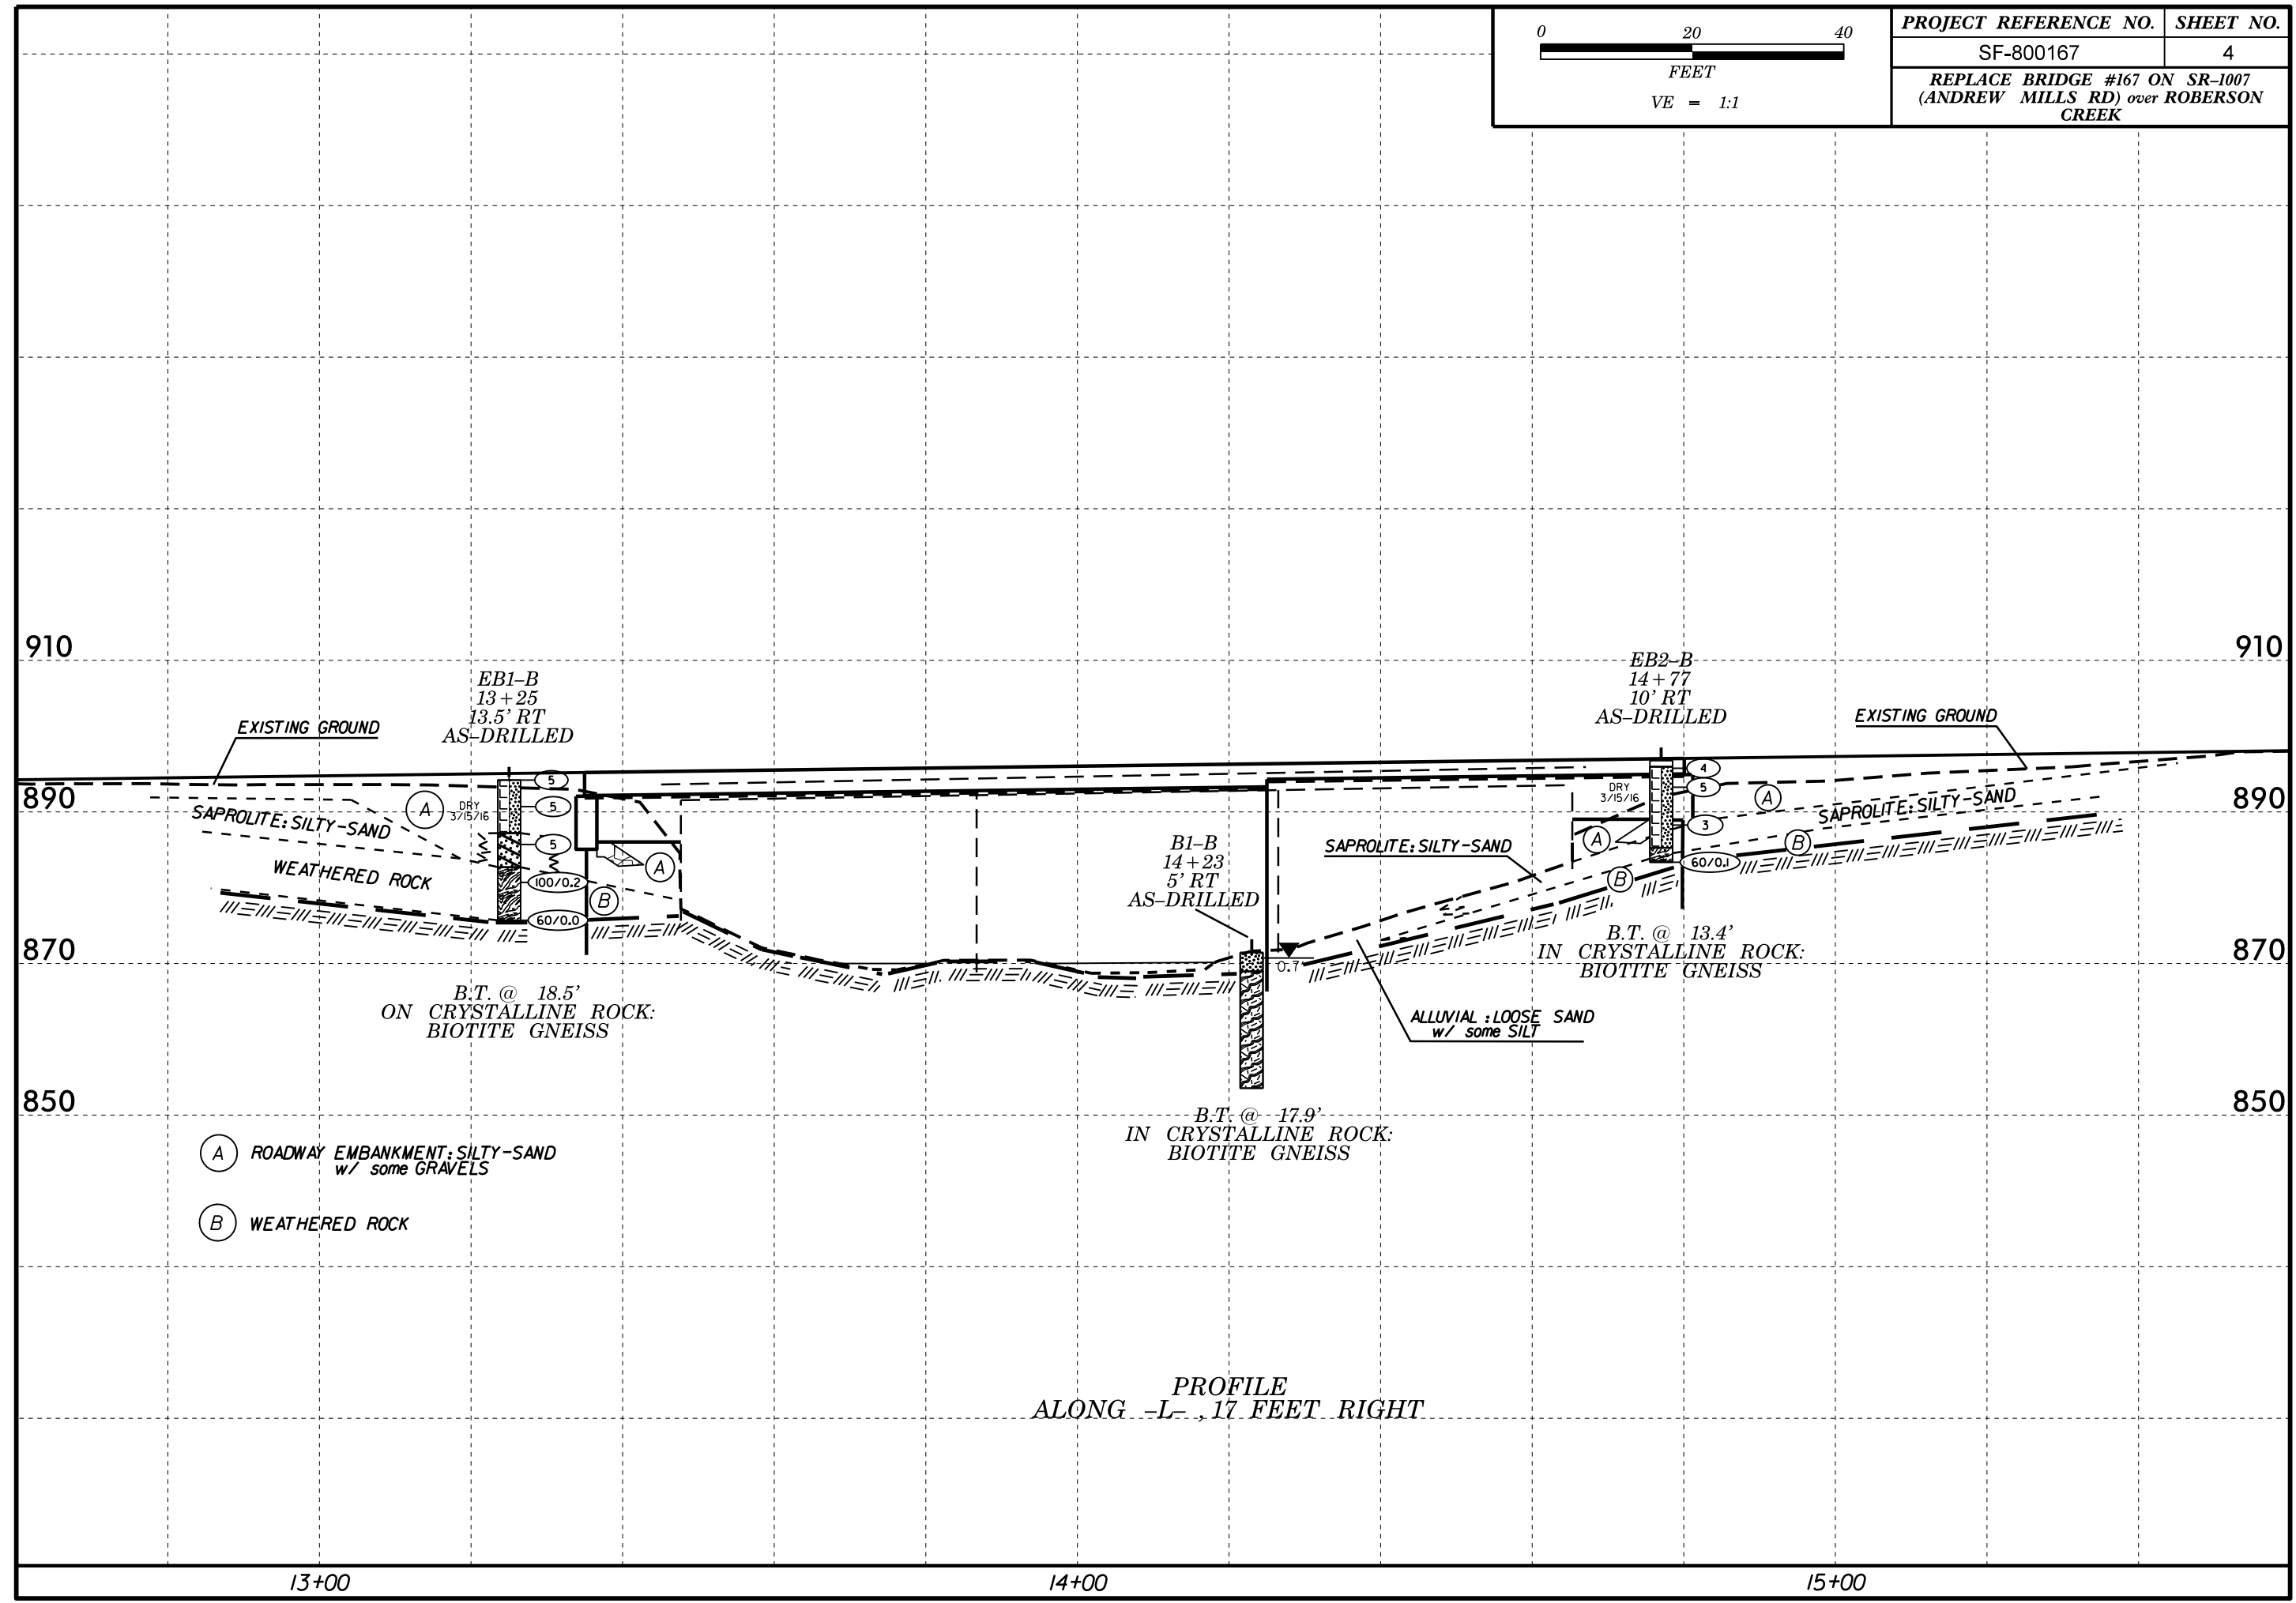 0 20 40
FEET
VE = 1:1
PROJECT REFERENCE NO. SHEET NO.
SF-800167 4
REPLACE BRIDGE #167 ON SR-1007
(ANDREW MILLS RD) over ROBERSON
CREEK
910 910
EB1-B
13+25
13.5' RT
AS-DRILLED
EB2-B
14+77
10' RT
AS-DRILLED
EXISTING GROUND
EXISTING GROUND
890 890
SAPROLITE: SILTY-SAND
A
DRY
3/15/16
5
5
5
100/0.2
60/0.0
WEATHERED ROCK
A
B
B1-B
14+23
5' RT
AS-DRILLED
SAPROLITE: SILTY-SAND
DRY
3/15/16
4
5
3
60/0.1
A
B
A
SAPROLITE: SILTY-SAND
B
870 870
0.7
B.T. @ 18.5'
ON CRYSTALLINE ROCK:
BIOTITE GNEISS
B.T. @ 13.4'
IN CRYSTALLINE ROCK:
BIOTITE GNEISS
ALLUVIAL : LOOSE SAND
w/ some SILT
850 850
B.T. @ 17.9'
IN CRYSTALLINE ROCK:
BIOTITE GNEISS
A ROADWAY EMBANKMENT: SILTY-SAND
w/ some GRAVELS
B WEATHERED ROCK
PROFILE
ALONG -L- , 17 FEET RIGHT
13+00 14+00 15+00